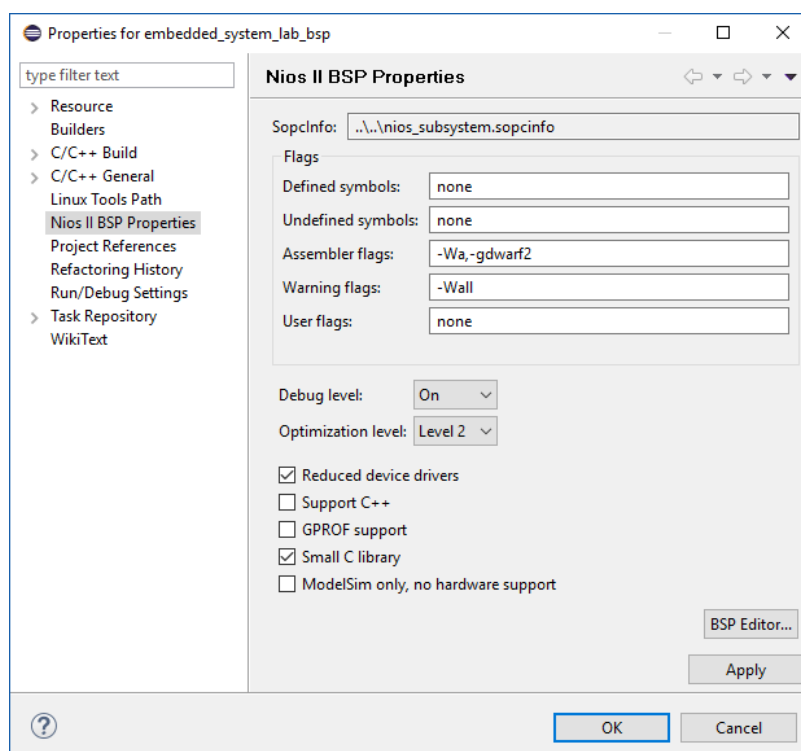 Properties for embedded_system_lab_bsp
type filter text
Resource
Builders
C/C++ Build
C/C++ General
Linux Tools Path
Nios II BSP Properties
Project References
Refactoring History
Run/Debug Settings
Task Repository
WikiText
Nios II BSP Properties
SopcInfo: ..\..\nios_subsystem.sopcinfo
Flags
Defined symbols: none
Undefined symbols: none
Assembler flags: -Wa,-gdwarf2
Warning flags: -Wall
User flags: none
Debug level: On
Optimization level: Level 2
Reduced device drivers
Support C++
GPROF support
Small C library
ModelSim only, no hardware support
BSP Editor...
Apply
?
OK Cancel